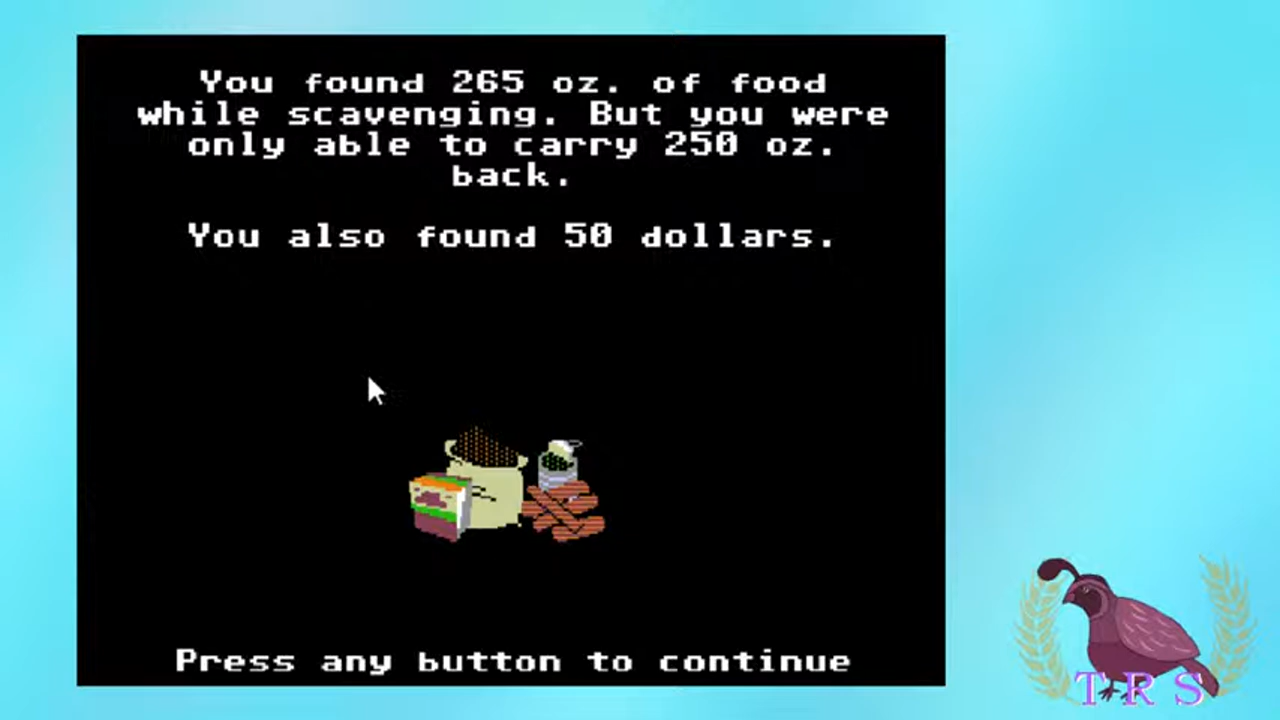 You found 265 oz. of food
while scavenging. But you were
only able to carry 250 oz.
back.
You also found 50 dollars.
Press any button to continue
T R S